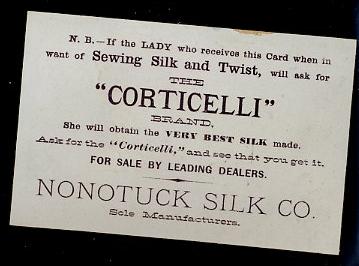 N. B.—If the LADY who receives this Card when in
want of Sewing Silk and Twist, will ask for
THE
"CORTICELLI"
BRAND,
She will obtain the VERY BEST SILK made.
Ask for the "Corticelli," and see that you get it.
FOR SALE BY LEADING DEALERS.
NONOTUCK SILK CO.
Sole Manufacturers.